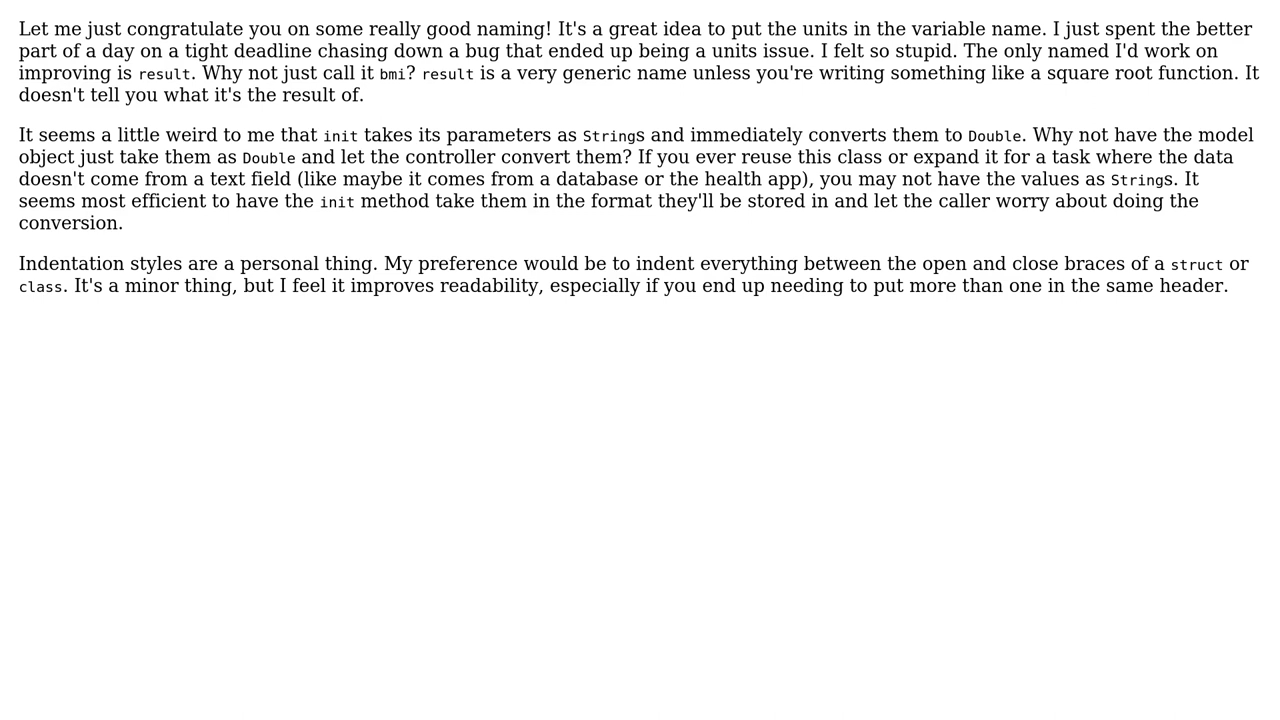 Let me just congratulate you on some really good naming! It's a great idea to put the units in the variable name. I just spent the better
part of a day on a tight deadline chasing down a bug that ended up being a units issue. I felt so stupid. The only named I'd work on
improving is result. Why not just call it bmi? result is a very generic name unless you're writing something like a square root function. It
doesn't tell you what it's the result of.
It seems a little weird to me that init takes its parameters as Strings and immediately converts them to Double. Why not have the model
object just take them as Double and let the controller convert them? If you ever reuse this class or expand it for a task where the data
doesn't come from a text field (like maybe it comes from a database or the health app), you may not have the values as Strings. It
seems most efficient to have the init method take them in the format they'll be stored in and let the caller worry about doing the
conversion.
Indentation styles are a personal thing. My preference would be to indent everything between the open and close braces of a struct or
class. It's a minor thing, but I feel it improves readability, especially if you end up needing to put more than one in the same header.